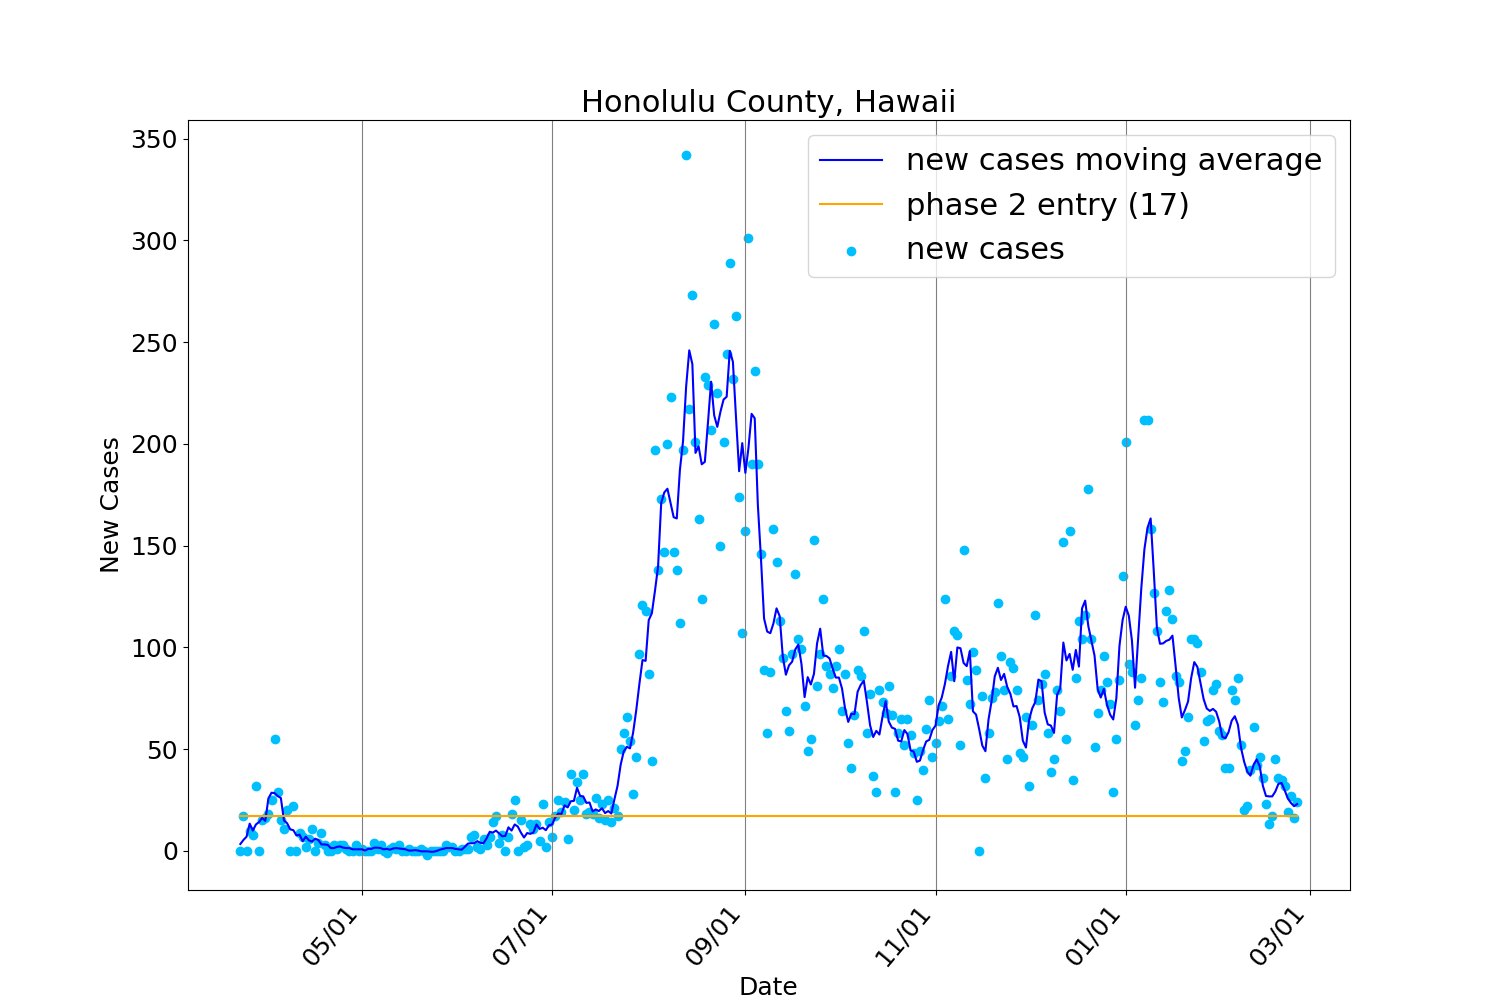 Honolulu County, Hawaii
new cases moving average
phase 2 entry (17)
new cases
350
300
250
200
150
100
50
0
New Cases
05/01
07/01
09/01
11/01
01/01
03/01
Date